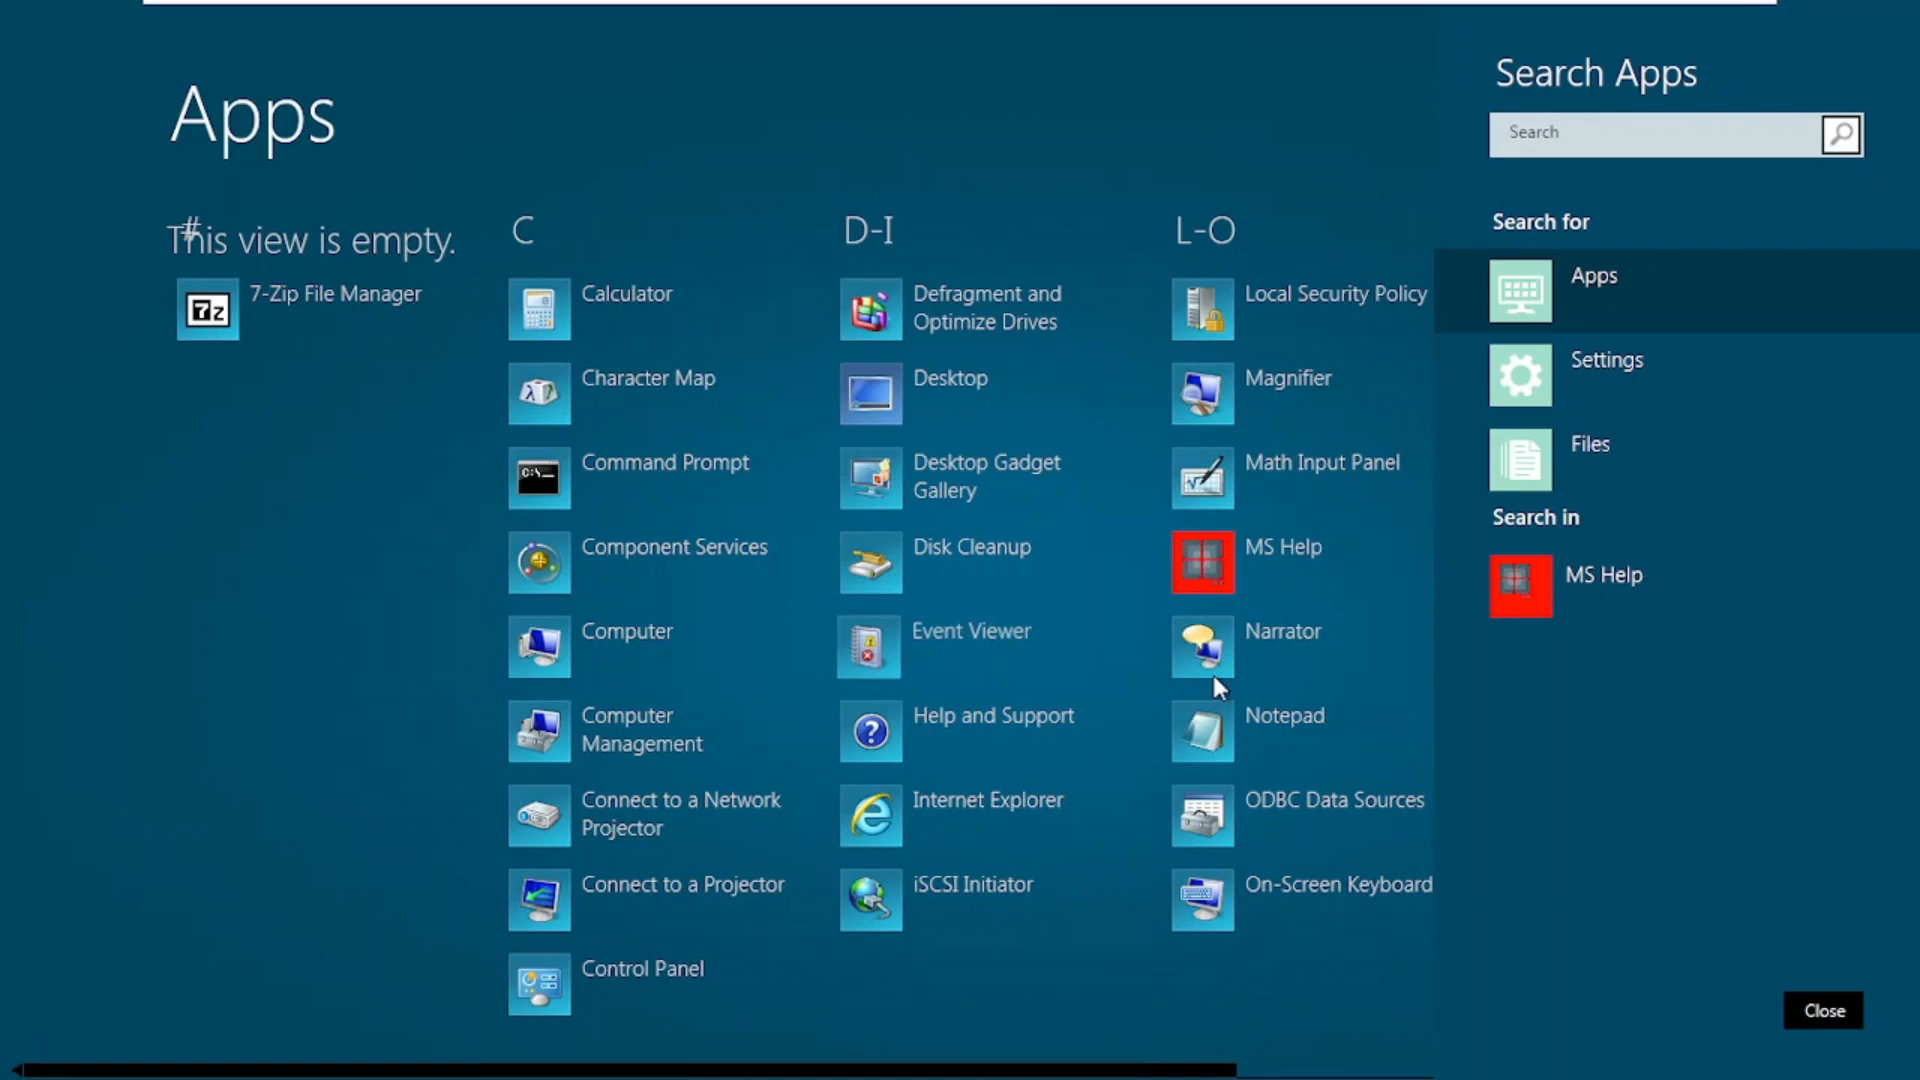 Apps
#
This view is empty.
7z
7-Zip File Manager
C
Calculator
Character Map
C:\_
Command Prompt
Component Services
Computer
Computer
Management
Connect to a Network
Projector
Connect to a Projector
Control Panel
D-I
Defragment and
Optimize Drives
Desktop
Desktop Gadget
Gallery
Disk Cleanup
Event Viewer
Help and Support
Internet Explorer
iSCSI Initiator
L-O
Local Security Policy
Magnifier
Math Input Panel
MS Help
Narrator
Notepad
ODBC Data Sources
On-Screen Keyboard
Search Apps
Search
Search for
Apps
Settings
Files
Search in
MS Help
Close